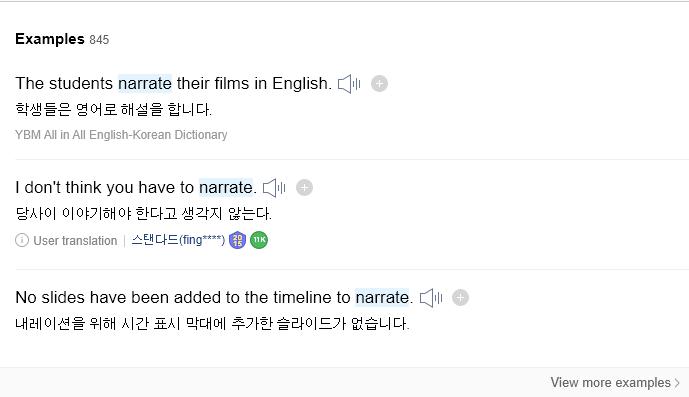 Examples 845
The students narrate their films in English.
학생들은 영어로 해설을 합니다.
YBM All in All English-Korean Dictionary
I don't think you have to narrate.
당사이 이야기해야 한다고 생각지 않는다.
User translation | 스탠다드(fing****) 2015 11K
No slides have been added to the timeline to narrate.
내레이션을 위해 시간 표시 막대에 추가한 슬라이드가 없습니다.
View more examples